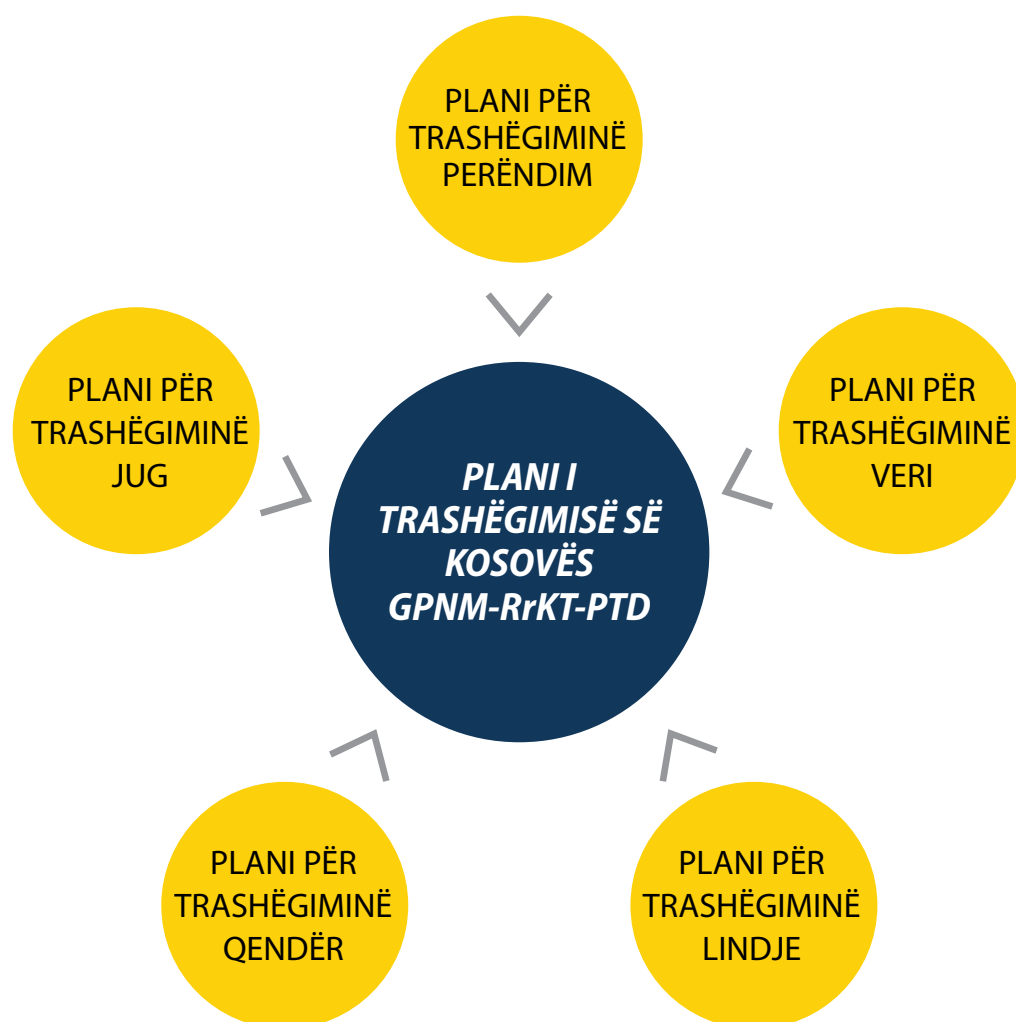 PLANI PËR
TRASHËGIMINË
PERËNDIM
PLANI PËR
TRASHËGIMINË
JUG
PLANI PËR
TRASHËGIMINË
VERI
PLANI I
TRASHËGIMISË SË
KOSOVËS
GPNM-RrKT-PTD
PLANI PËR
TRASHËGIMINË
QENDËR
PLANI PËR
TRASHËGIMINË
LINDJE